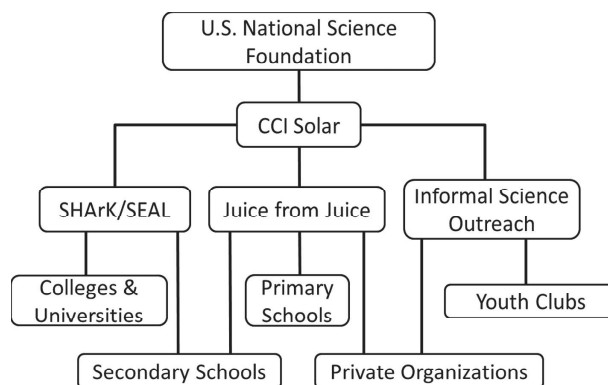 U.S. National Science
Foundation
CCI Solar
SHArK/SEAL
Juice from Juice
Informal Science
Outreach
Colleges &
Universities
Primary
Schools
Youth Clubs
Secondary Schools
Private Organizations